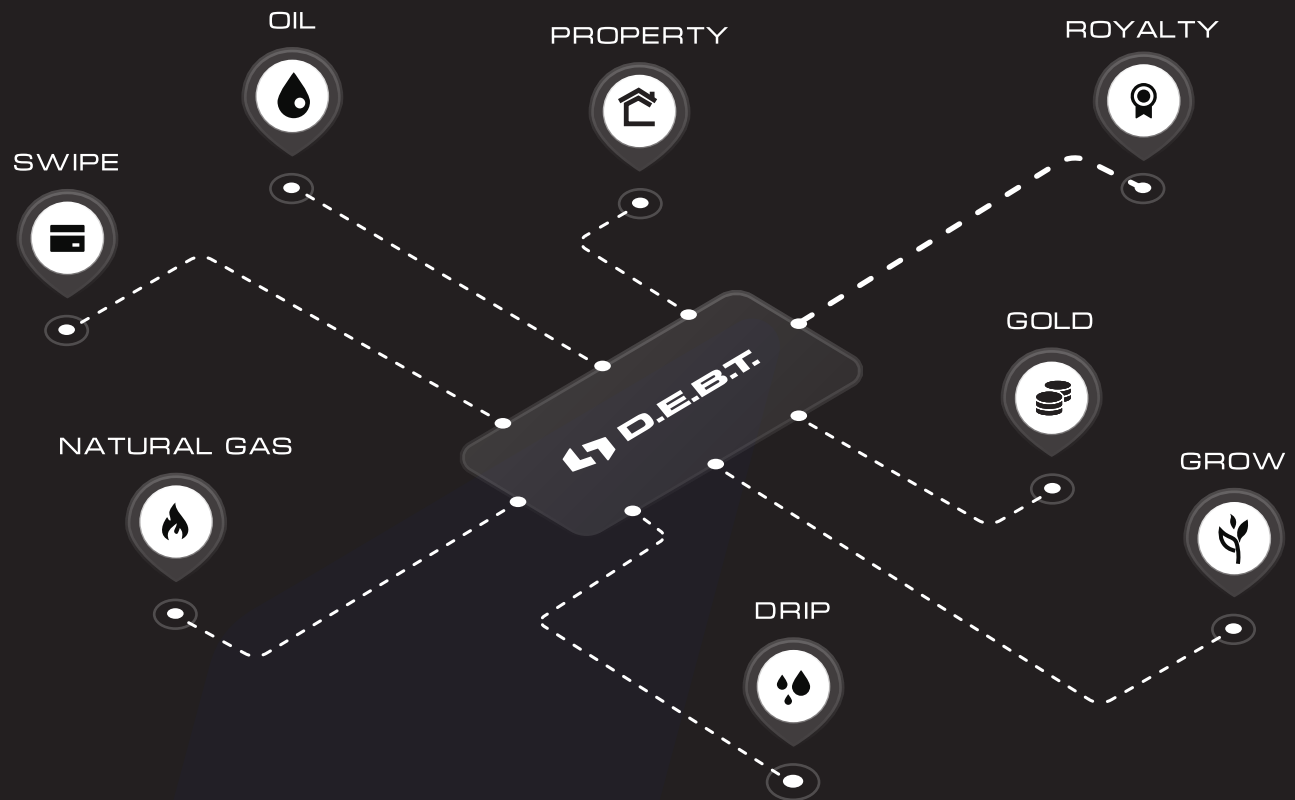 OIL
PROPERTY
ROYALTY
SWIPE
GOLD
D.E.B.T.
NATURAL GAS
GROW
DRIP